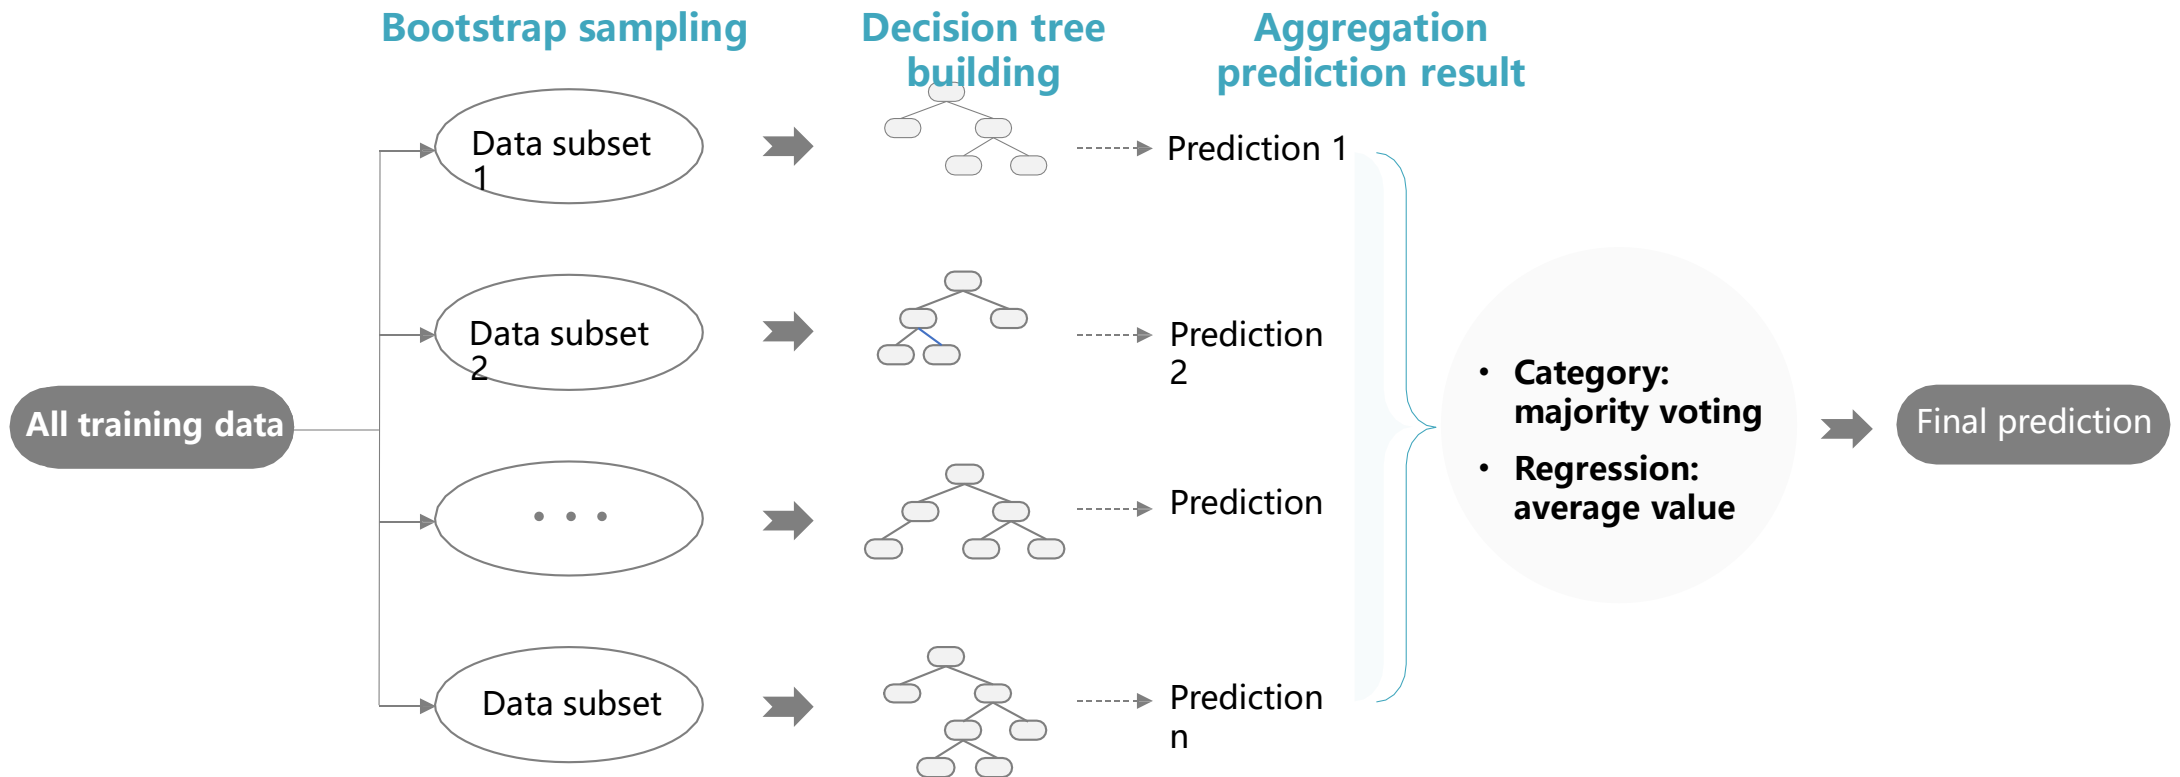 Bootstrap sampling
Decision tree
building
Aggregation
prediction result
All training data
Data subset
1
Prediction 1
Data subset
2
Prediction
2
• • •
Prediction
Data subset
Prediction
n
• Category:
majority voting
• Regression:
average value
Final prediction